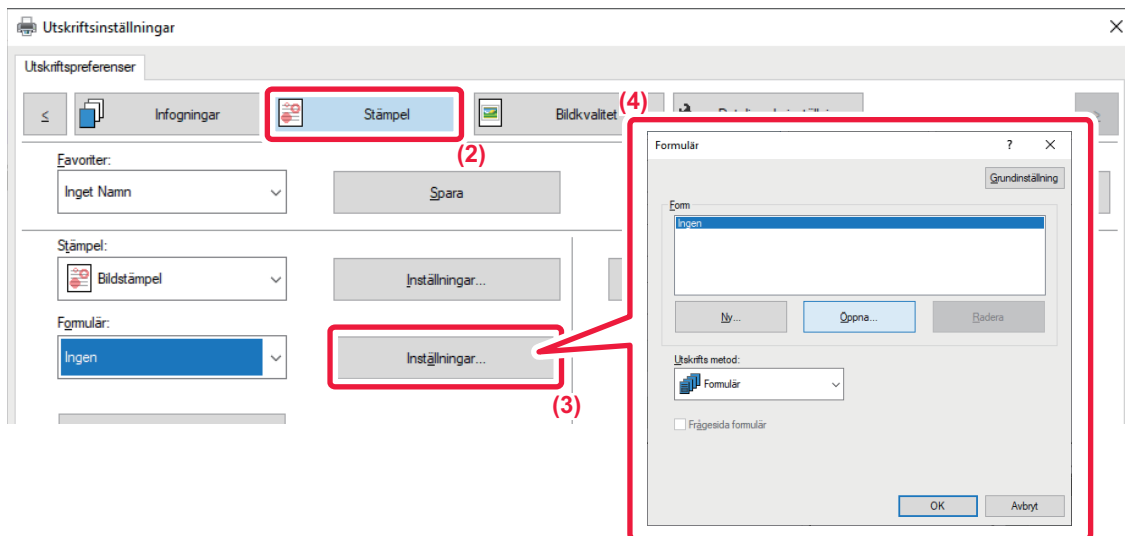 Utskriftsinställningar
Utskriftspreferenser
≤
Infogningar
Stämpel
Bildkvalitet
(4)
(2)
Favoriter:
Inget Namn
Spara
Stämpel:
Bildstämpel
Inställningar...
Formulär:
Ingen
Inställningar...
(3)
Formulär
?
Grundinställning
Form
Ingen
Ny...
Öppna...
Radera
Utskrifts metod:
Formulär
Frågesida formulär
OK
Avbryt